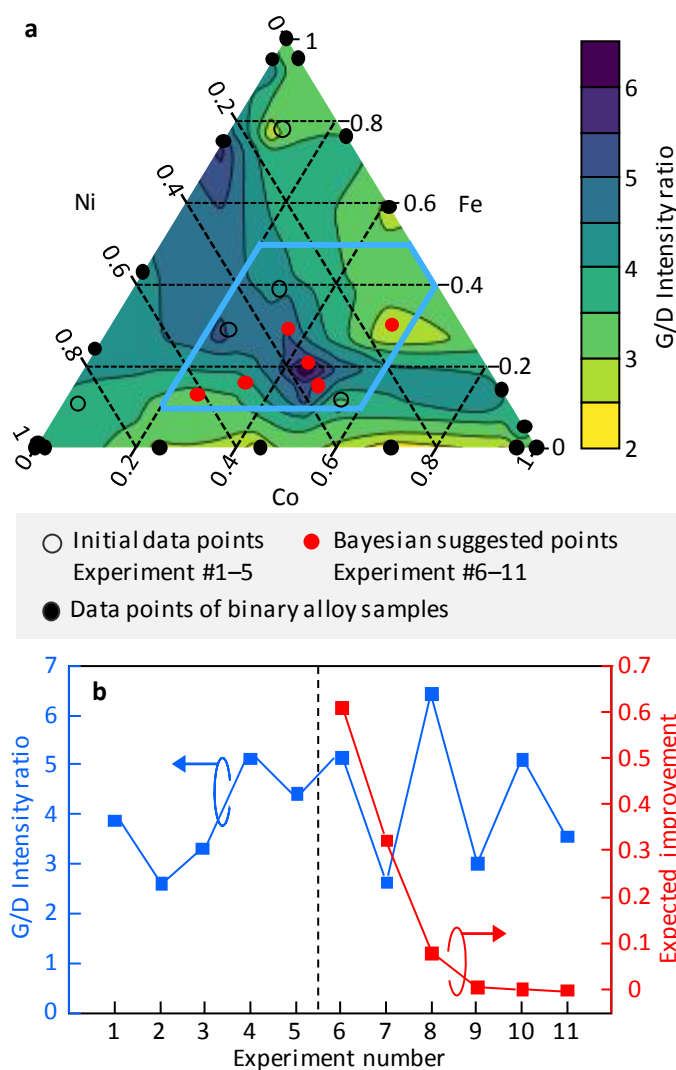 a
0
1
0.2
0.8
0.4
0.6
Ni
Fe
0.6
0.4
0.8
0.2
1
0
0
0.2
0.4
0.6
0.8
1
Co
6
5
4
3
2
G/D Intensity ratio
Initial data points
Experiment #1–5
Bayesian suggested points
Experiment #6–11
Data points of binary alloy samples
b
7
6
5
4
3
2
1
0
G/D Intensity ratio
0.7
0.6
0.5
0.4
0.3
0.2
0.1
0
Expected improvement
1 2 3 4 5 6 7 8 9 10 11
Experiment number